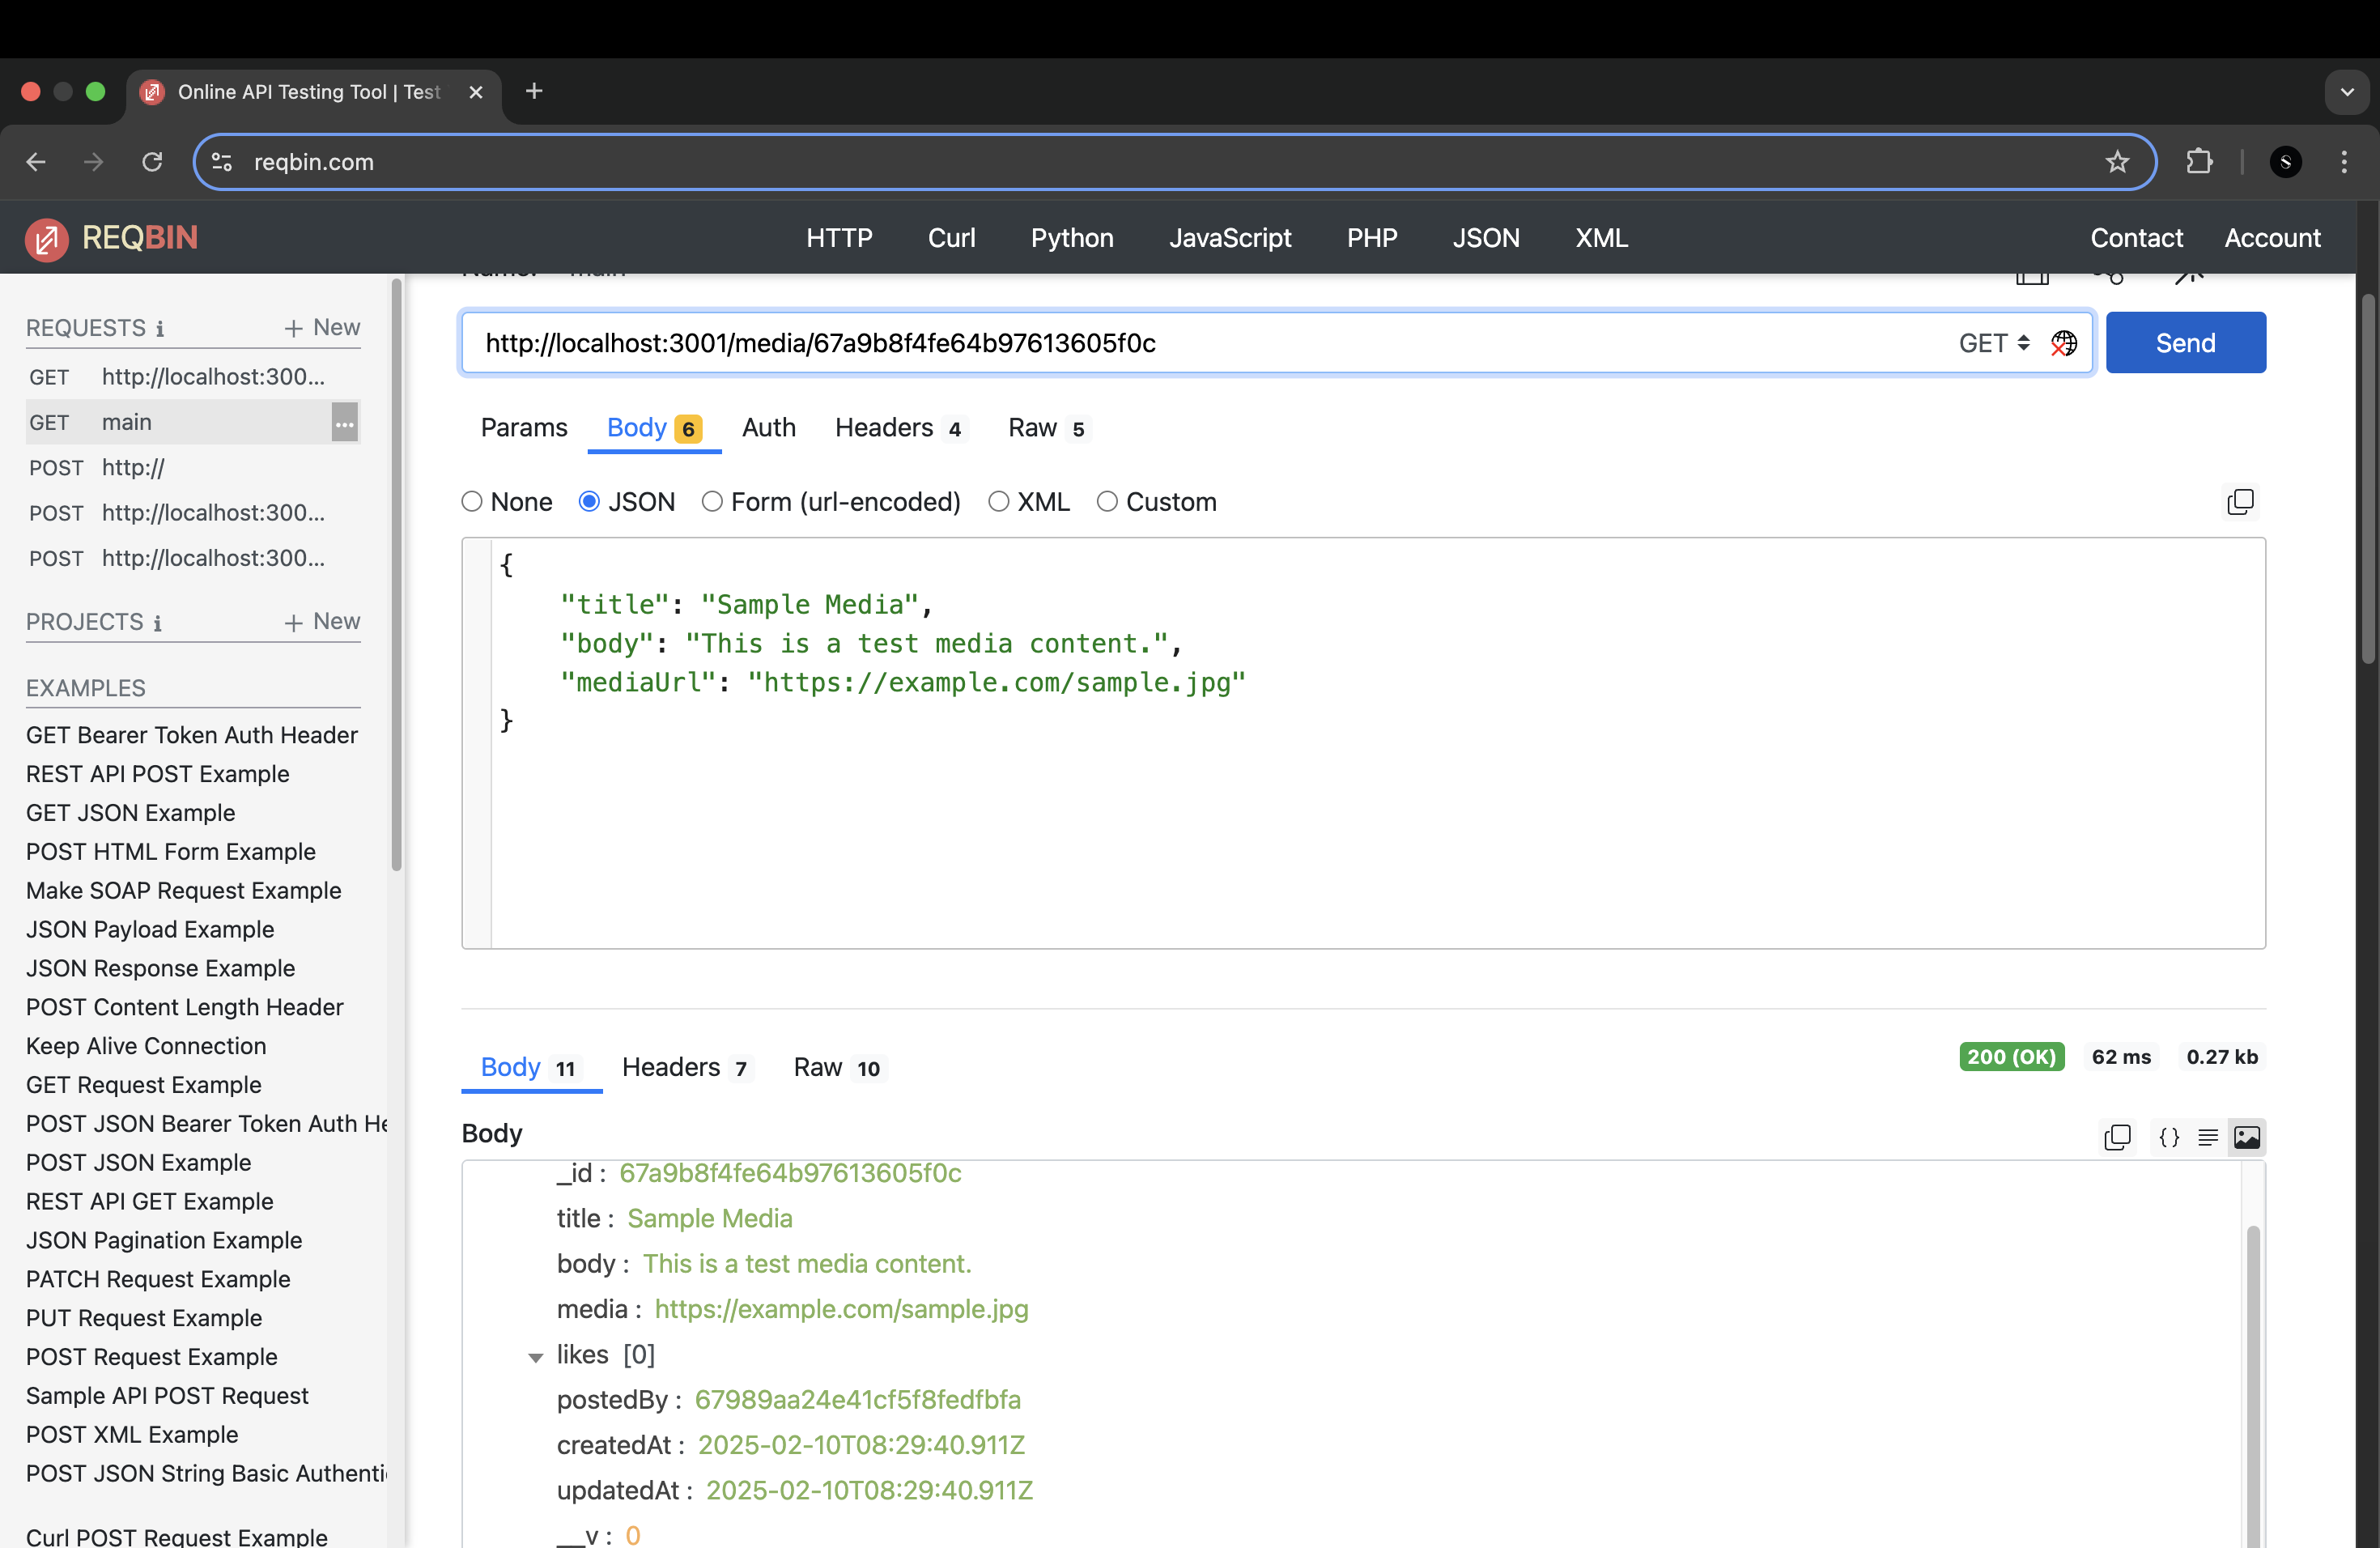 Online API Testing Tool | Test
reqbin.com
S
REQBIN
HTTP Curl Python JavaScript PHP JSON XML
Contact Account
REQUESTS i + New
GET http://localhost:300...
GET main ...
POST http://
POST http://localhost:300...
POST http://localhost:300...
PROJECTS i + New
EXAMPLES
GET Bearer Token Auth Header
REST API POST Example
GET JSON Example
POST HTML Form Example
Make SOAP Request Example
JSON Payload Example
JSON Response Example
POST Content Length Header
Keep Alive Connection
GET Request Example
POST JSON Bearer Token Auth He
POST JSON Example
REST API GET Example
JSON Pagination Example
PATCH Request Example
PUT Request Example
POST Request Example
Sample API POST Request
POST XML Example
POST JSON String Basic Authenti
Curl POST Request Example
Name: main
http://localhost:3001/media/67a9b8f4fe64b97613605f0c GET Send
Params Body 6 Auth Headers 4 Raw 5
None JSON Form (url-encoded) XML Custom
{
"title": "Sample Media",
"body": "This is a test media content.",
"mediaUrl": "https://example.com/sample.jpg"
}
Body 11 Headers 7 Raw 10
200 (OK) 62 ms 0.27 kb
Body
{}
_id : 67a9b8f4fe64b97613605f0c
title : Sample Media
body : This is a test media content.
media : https://example.com/sample.jpg
likes [0]
postedBy : 67989aa24e41cf5f8fedfbfa
createdAt : 2025-02-10T08:29:40.911Z
updatedAt : 2025-02-10T08:29:40.911Z
__v : 0